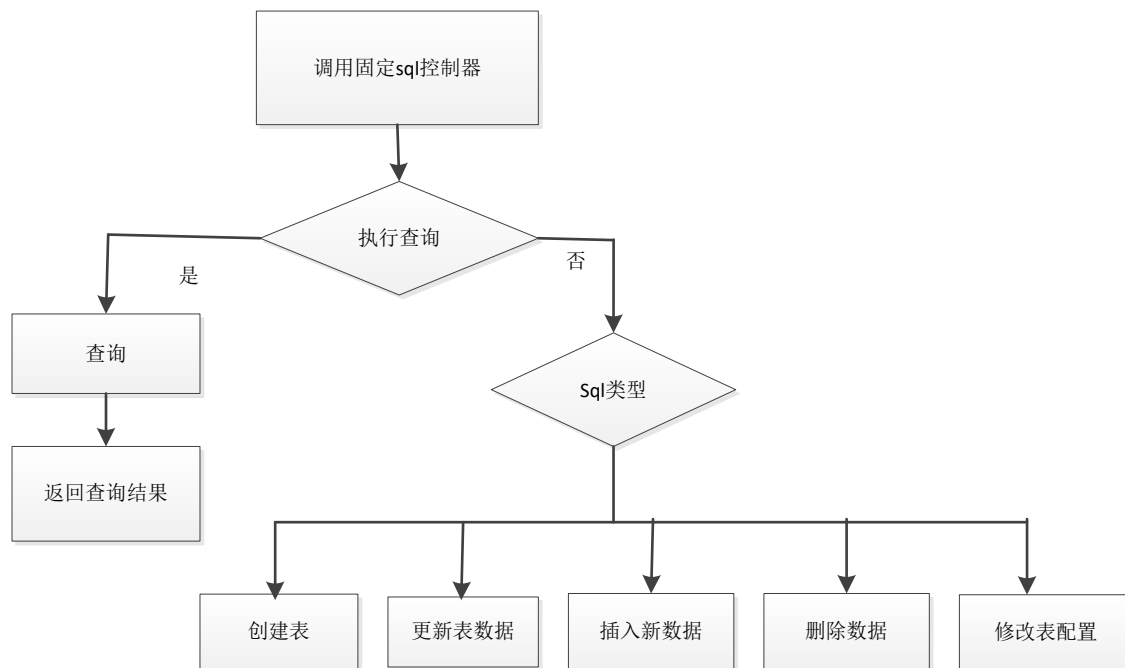 调用固定sql控制器
执行查询
是
否
查询
Sql类型
返回查询结果
创建表
更新表数据
插入新数据
删除数据
修改表配置